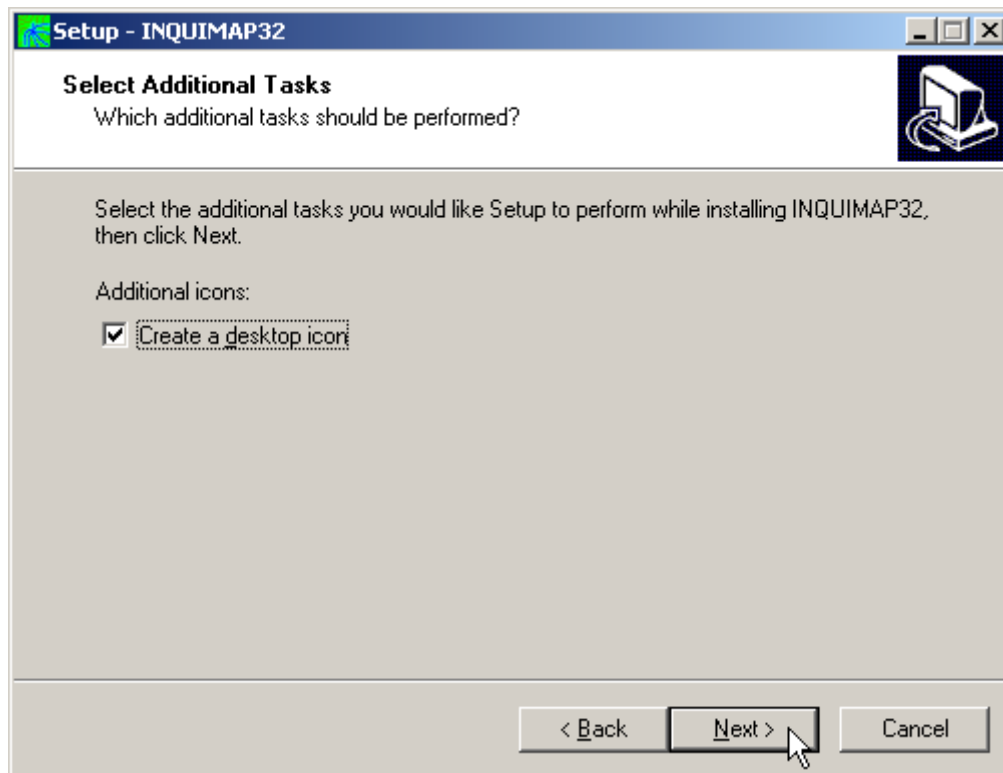 Setup - INQUIMAP32
Select Additional Tasks
Which additional tasks should be performed?
Select the additional tasks you would like Setup to perform while installing INQUIMAP32,
then click Next.
Additional icons:
Create a desktop icon
< Back
Next >
Cancel